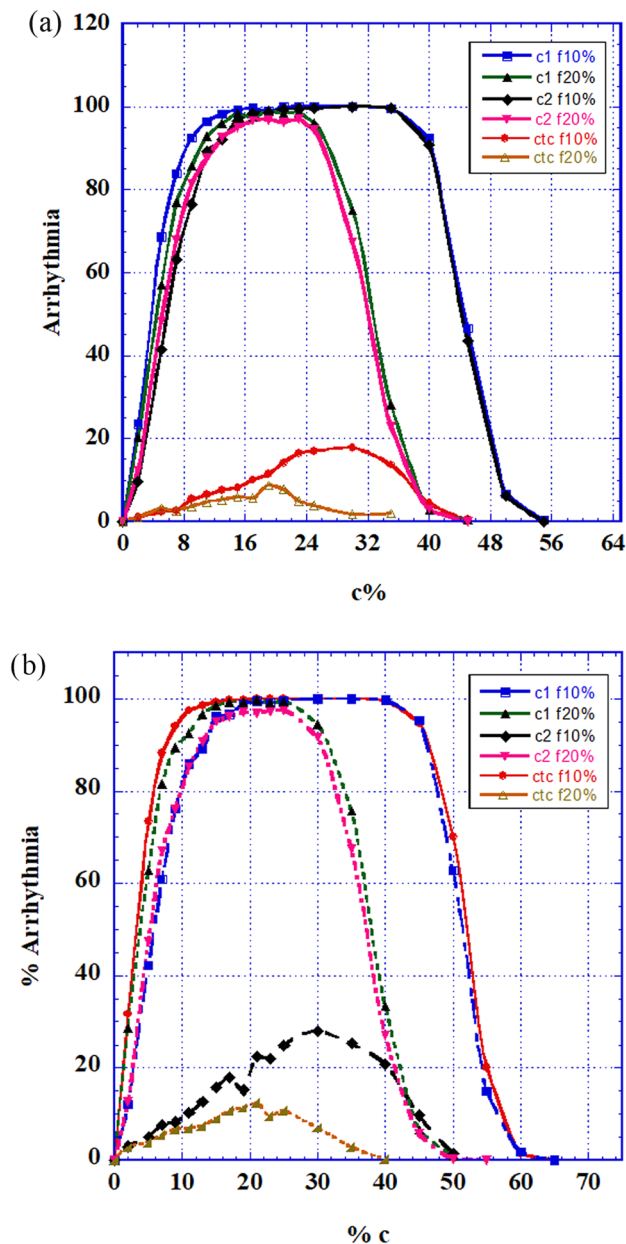 (a)
120
100
80
60
40
20
0
Arrhythmia
c1 f10%
c1 f20%
c2 f10%
c2 f20%
ctc f10%
ctc f20%
0 8 16 24 32 40 48 56 64
c%
(b)
100
80
60
40
20
0
% Arrhythmia
c1 f10%
c1 f20%
c2 f10%
c2 f20%
ctc f10%
ctc f20%
0 10 20 30 40 50 60 70
% c